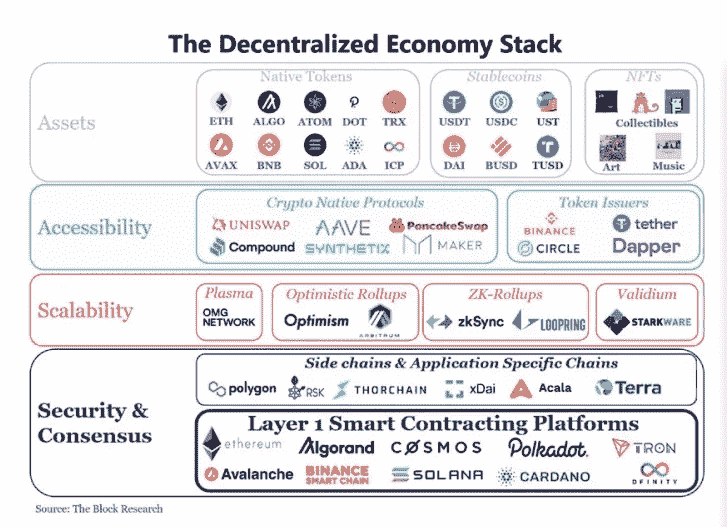 The Decentralized Economy Stack
Assets
Native Tokens
ETH ALGO ATOM DOT TRX
AVAX BNB SOL ADA ICP
Stablecoins
USDT USDC UST
DAI BUSD TUSD
NFTs
Collectibles
Art Music
Accessibility
Crypto Native Protocols
UNISWAP AAVE PancakeSwap
Compound SYNTHETIX MAKER
Token Issuers
BINANCE tether
CIRCLE Dapper
Scalability
Plasma
OMG
NETWORK
Optimistic Rollups
Optimism ARBITRUM
ZK-Rollups
zkSync LOOPRING
Validium
STARKWARE
Security &
Consensus
Side chains & Application Specific Chains
polygon RSK THORCHAIN xDai Acala Terra
Layer 1 Smart Contracting Platforms
ethereum Algorand COSMOS Polkadot. TRON
Avalanche BINANCE
SMART CHAIN SOLANA CARDANO DFINITY
Source: The Block Research